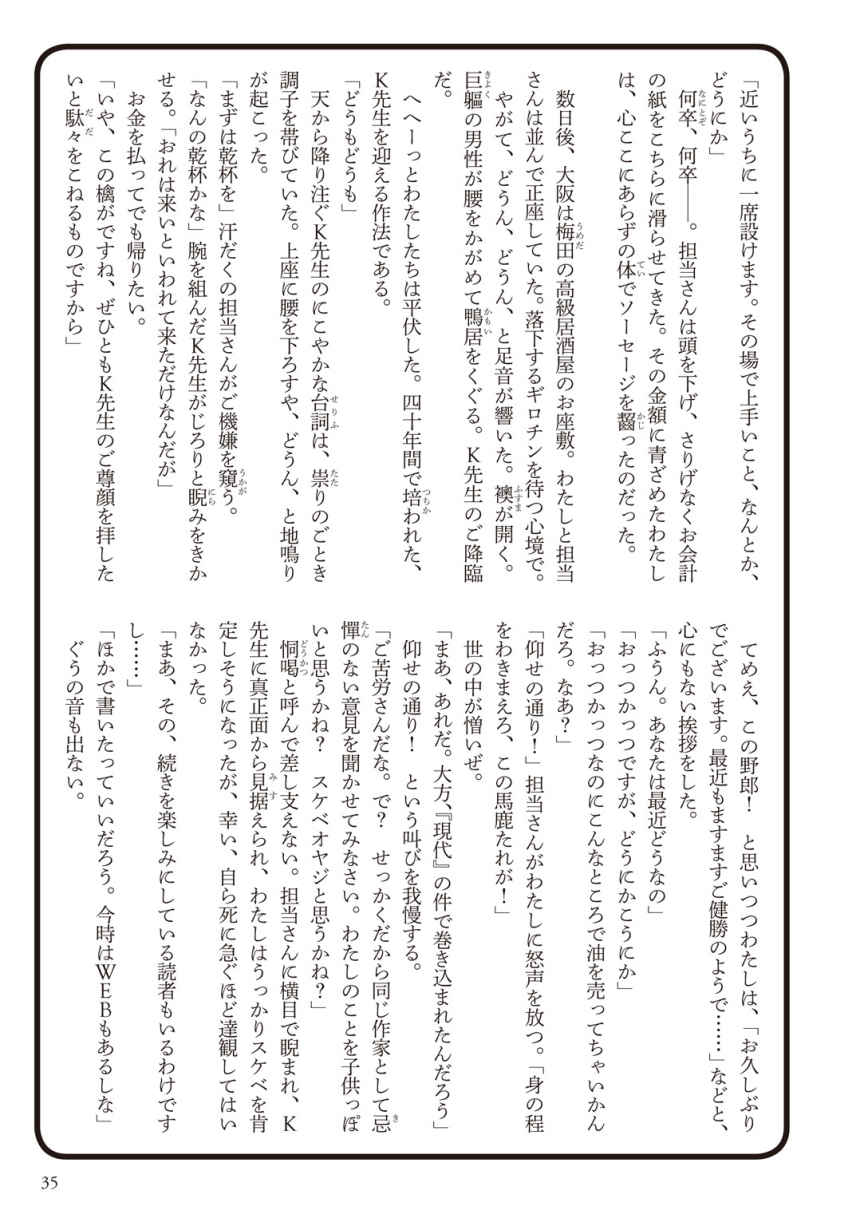 「近いうちに一席設けます。その場で上手いこと、なんとか、
どうにか」
何卒、何卒――。担当さんは頭を下げ、さりげなくお会計
の紙をこちらに滑らせてきた。その金額に青ざめたわたし
は、心ここにあらずの体でソーセージを齧ったのだった。
数日後、大阪は梅田の高級居酒屋のお座敷。わたしと担当
さんは並んで正座していた。落下するギロチンを待つ心境で。
やがて、どうん、どうん、と足音が響いた。襖が開く。
巨軀の男性が腰をかがめて鴨居をくぐる。K先生のご降臨
だ。
へへーっとわたしたちは平伏した。四十年間で培われた、
K先生を迎える作法である。
「どうもどうも」
天から降り注ぐK先生のにこやかな台詞は、祟りのごとき
調子を帯びていた。上座に腰を下ろすや、どうん、と地鳴り
が起こった。
「まずは乾杯を」汗だくの担当さんがご機嫌を窺う。
「なんの乾杯かな」腕を組んだK先生がじろりと睨みをきか
せる。「おれは来いといわれて来ただけなんだが」
お金を払ってでも帰りたい。
「いや、この檎がですね、ぜひともK先生のご尊顔を拝した
いと駄々をこねるものですから」
てめえ、この野郎！　と思いつつわたしは、「お久しぶり
でございます。最近もますますご健勝のようで……」などと、
心にもない挨拶をした。
「ふうん。あなたは最近どうなの」
「おっつかっつですが、どうにかこうにか」
「おっつかっつなのにこんなところで油を売ってちゃいかん
だろ。なあ？」
「仰せの通り！」担当さんがわたしに怒声を放つ。「身の程
をわきまえろ、この馬鹿たれが！」
世の中が憎いぜ。
「まあ、あれだ。大方、『現代』の件で巻き込まれたんだろう」
仰せの通り！　という叫びを我慢する。
「ご苦労さんだな。で？　せっかくだから同じ作家として忌
憚のない意見を聞かせてみなさい。わたしのことを子供っぽ
いと思うかね？　スケベオヤジと思うかね？」
恫喝と呼んで差し支えない。担当さんに横目で睨まれ、K
先生に真正面から見据えられ、わたしはうっかりスケベを肯
定しそうになったが、幸い、自ら死に急ぐほど達観してはい
なかった。
「まあ、その、続きを楽しみにしている読者もいるわけです
し……」
「ほかで書いたっていいだろう。今時はWEBもあるしな」
ぐうの音も出ない。
35